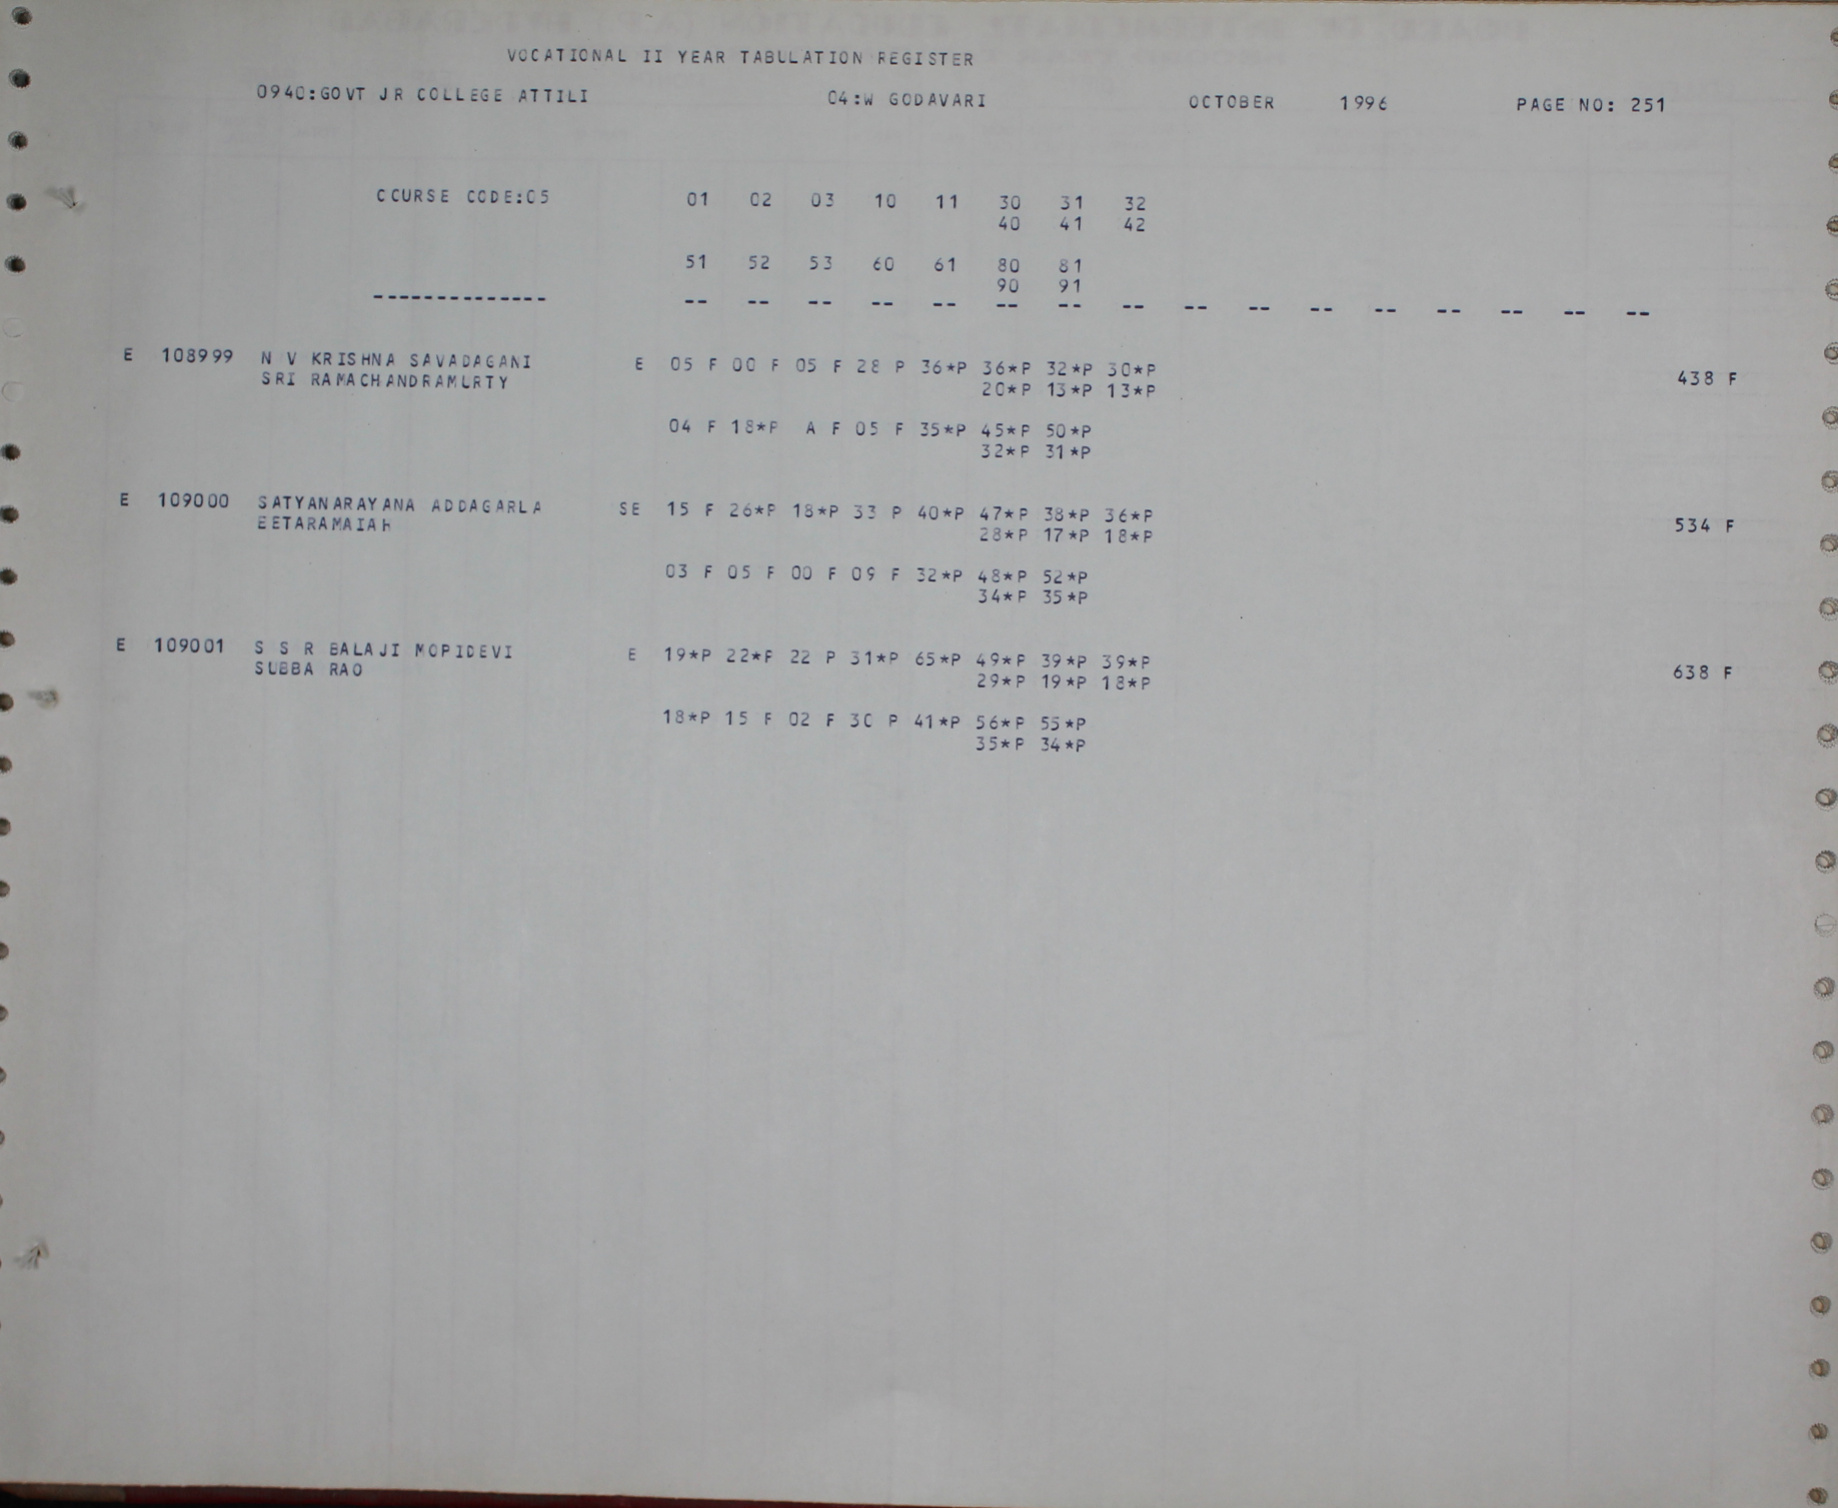 VOCATIONAL II YEAR TABULATION REGISTER
0940:GOVT JR COLLEGE ATTILI 04:W GODAVARI OCTOBER 1996 PAGE NO: 251
COURSE CODE:05 01 02 03 10 11 30 31 32
40 41 42
51 52 53 60 61 80 81
90 91
-------------- -- -- -- -- -- -- -- -- -- -- -- -- -- -- -- --
E 108999 N V KRISHNA SAVADAGANI E 05 F 00 F 05 F 28 P 36*P 36*P 32*P 30*P
SRI RAMACHANDRAMURTY 20*P 13*P 13*P 438 F
04 F 18*P A F 05 F 35*P 45*P 50*P
32*P 31*P
E 109000 SATYANARAYANA ADDAGARLA SE 15 F 26*P 18*P 33 P 40*P 47*P 38*P 36*P
EETARAMAIAH 28*P 17*P 18*P 534 F
03 F 05 F 00 F 09 F 32*P 48*P 52*P
34*P 35*P
E 109001 S S R BALAJI MOPIDEVI E 19*P 22*P 22 P 31*P 65*P 49*P 39*P 39*P
SUBBA RAO 29*P 19*P 18*P 638 F
18*P 15 F 02 F 30 P 41*P 56*P 55*P
35*P 34*P